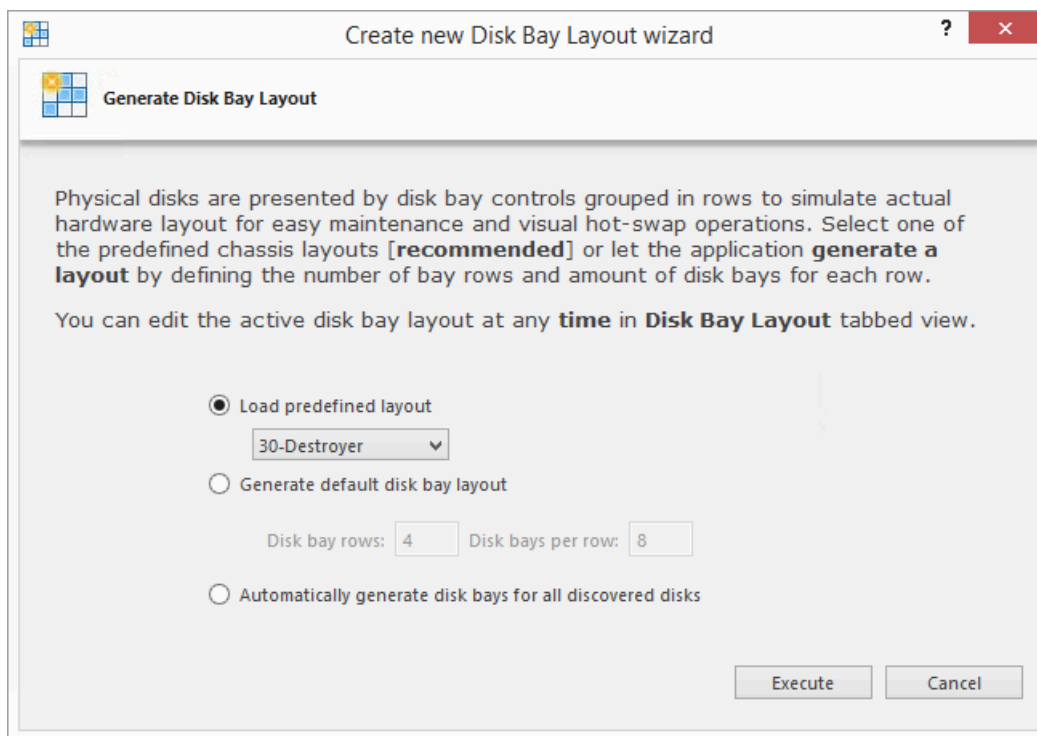 Create new Disk Bay Layout wizard
?
Generate Disk Bay Layout
Physical disks are presented by disk bay controls grouped in rows to simulate actual
hardware layout for easy maintenance and visual hot-swap operations. Select one of
the predefined chassis layouts [recommended] or let the application generate a
layout by defining the number of bay rows and amount of disk bays for each row.
You can edit the active disk bay layout at any time in Disk Bay Layout tabbed view.
Load predefined layout
30-Destroyer
Generate default disk bay layout
Disk bay rows: 4 Disk bays per row: 8
Automatically generate disk bays for all discovered disks
Execute Cancel